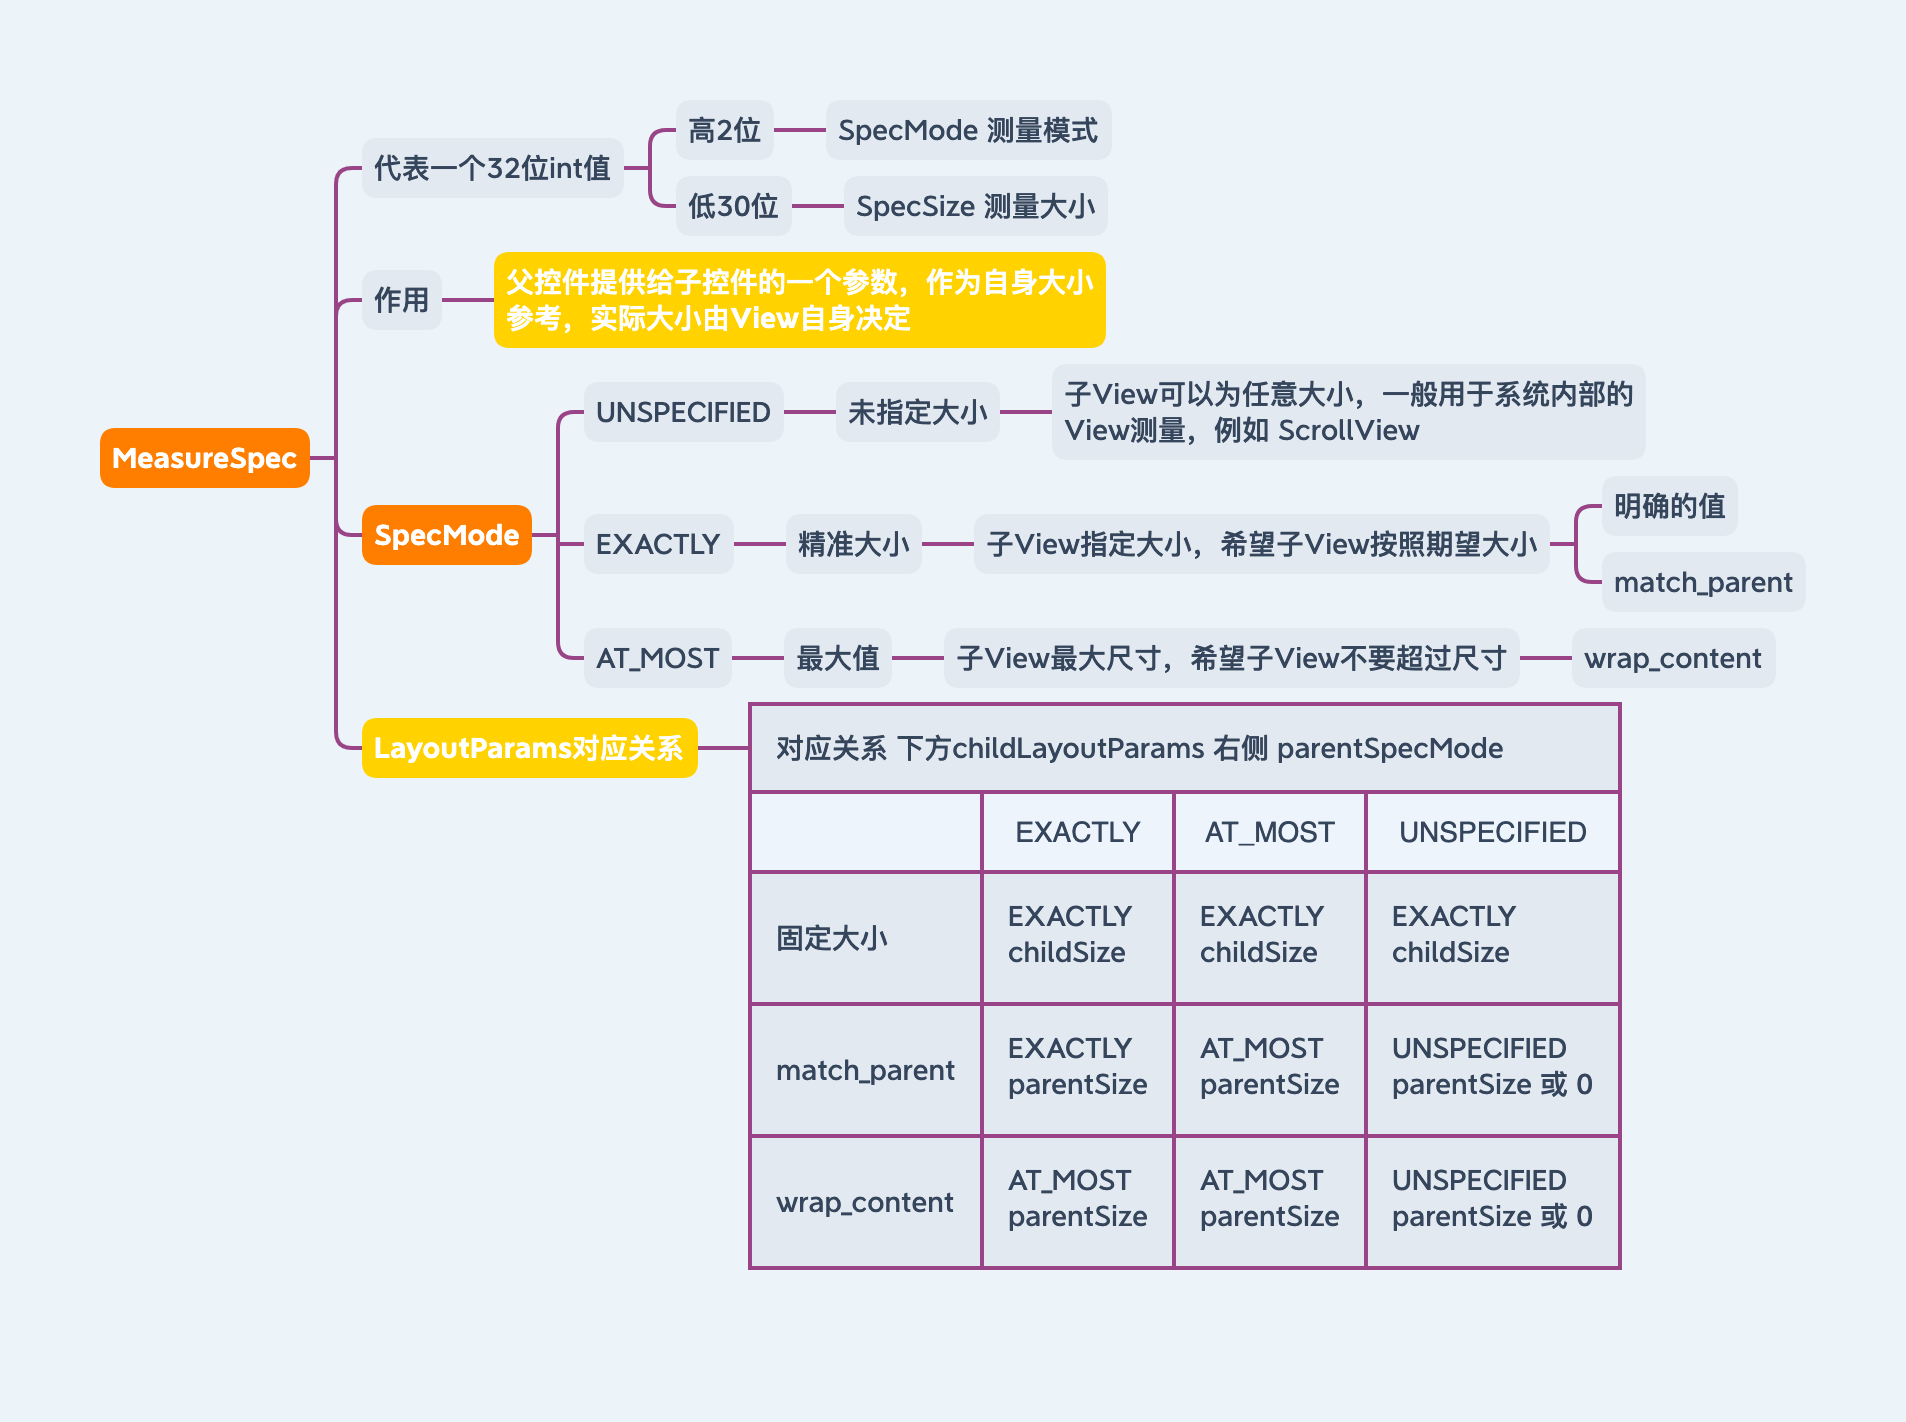 MeasureSpec
代表一个32位int值
高2位
SpecMode 测量模式
低30位
SpecSize 测量大小
作用
父控件提供给子控件的一个参数，作为自身大小
参考，实际大小由View自身决定
SpecMode
UNSPECIFIED
未指定大小
子View可以为任意大小，一般用于系统内部的
View测量，例如 ScrollView
EXACTLY
精准大小
子View指定大小，希望子View按照期望大小
明确的值
match_parent
AT_MOST
最大值
子View最大尺寸，希望子View不要超过尺寸
wrap_content
LayoutParams对应关系
对应关系 下方childLayoutParams 右侧 parentSpecMode
EXACTLY
AT_MOST
UNSPECIFIED
固定大小
EXACTLY
childSize
EXACTLY
childSize
EXACTLY
childSize
match_parent
EXACTLY
parentSize
AT_MOST
parentSize
UNSPECIFIED
parentSize 或 0
wrap_content
AT_MOST
parentSize
AT_MOST
parentSize
UNSPECIFIED
parentSize 或 0